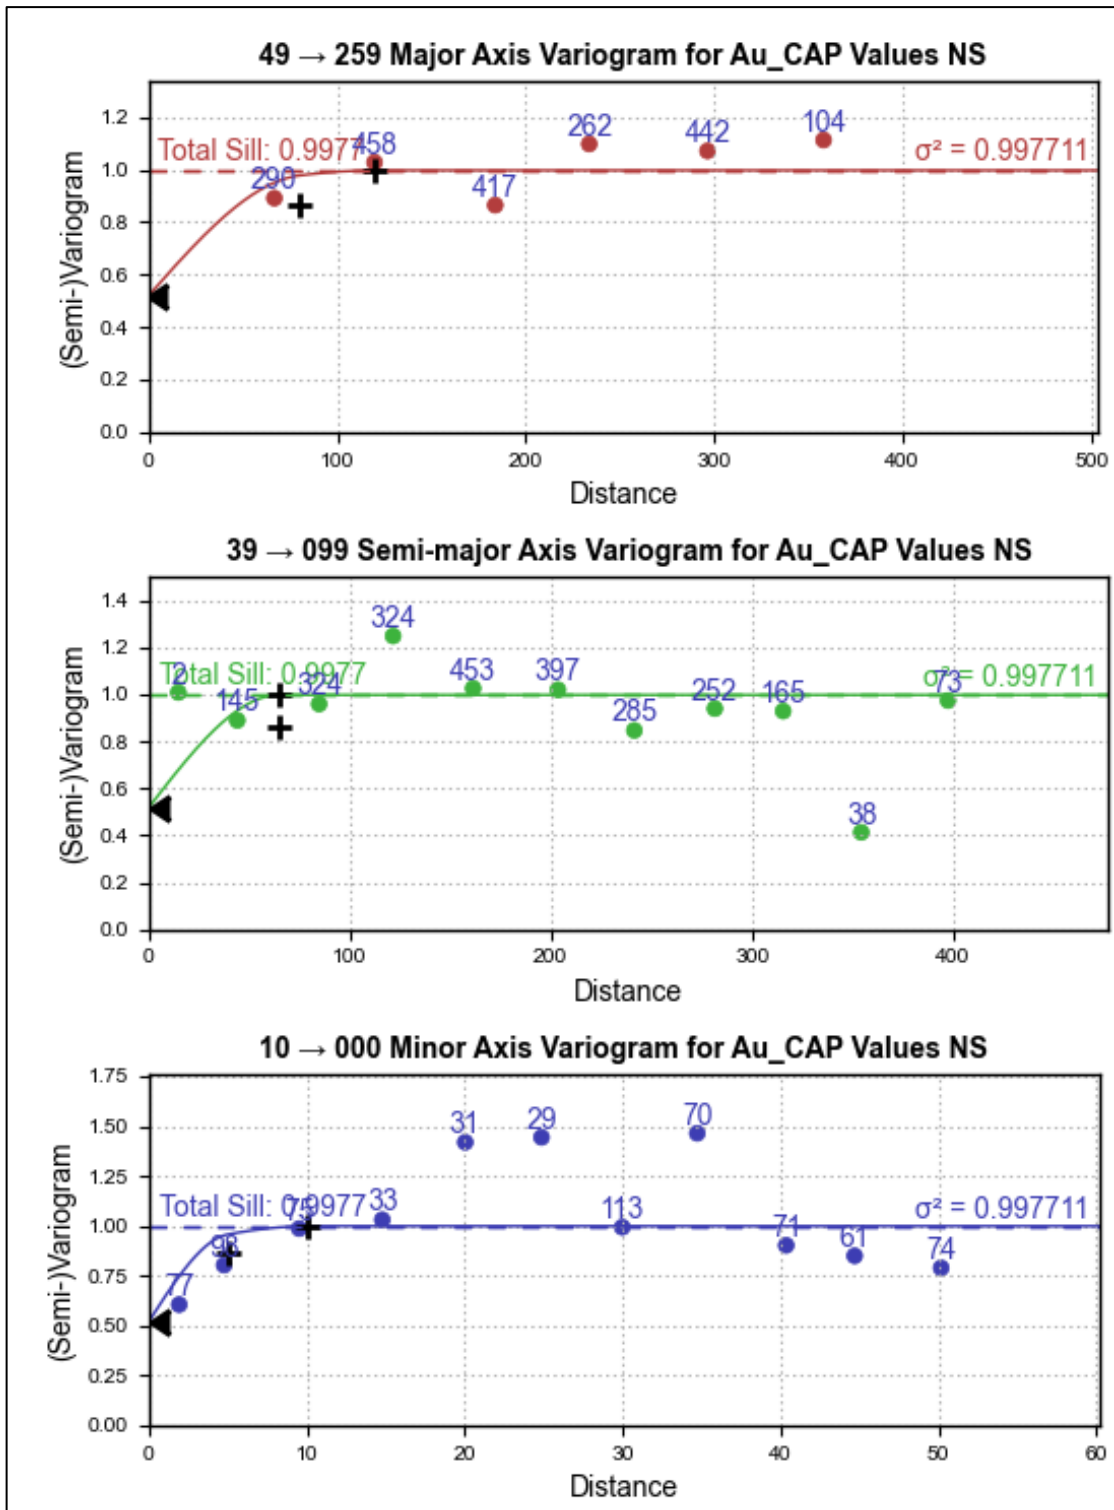 49 → 259 Major Axis Variogram for Au_CAP Values NS
(Semi-)Variogram
1.2
1.0
0.8
0.6
0.4
0.2
0.0
Total Sill: 0.9977
σ² = 0.997711
290
458
417
262
442
104
0 100 200 300 400 500
Distance
39 → 099 Semi-major Axis Variogram for Au_CAP Values NS
(Semi-)Variogram
1.4
1.2
1.0
0.8
0.6
0.4
0.2
0.0
Total Sill: 0.9977
σ² = 0.997711
2
145
324
324
453
397
285
252
165
38
73
0 100 200 300 400
Distance
10 → 000 Minor Axis Variogram for Au_CAP Values NS
(Semi-)Variogram
1.75
1.50
1.25
1.00
0.75
0.50
0.25
0.00
Total Sill: 0.9977
σ² = 0.997711
77
75
33
31
29
113
70
71
61
74
0 10 20 30 40 50 60
Distance